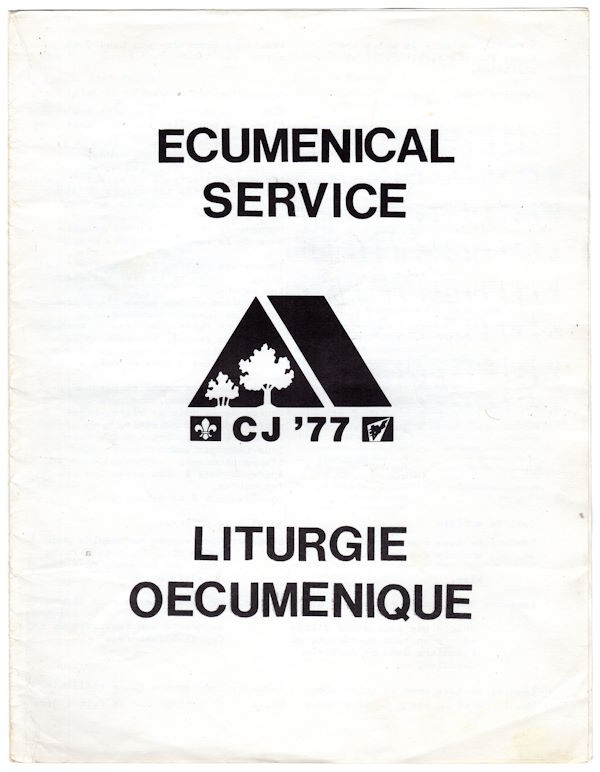 ECUMENICAL
SERVICE
CJ '77
LITURGIE
OECUMENIQUE